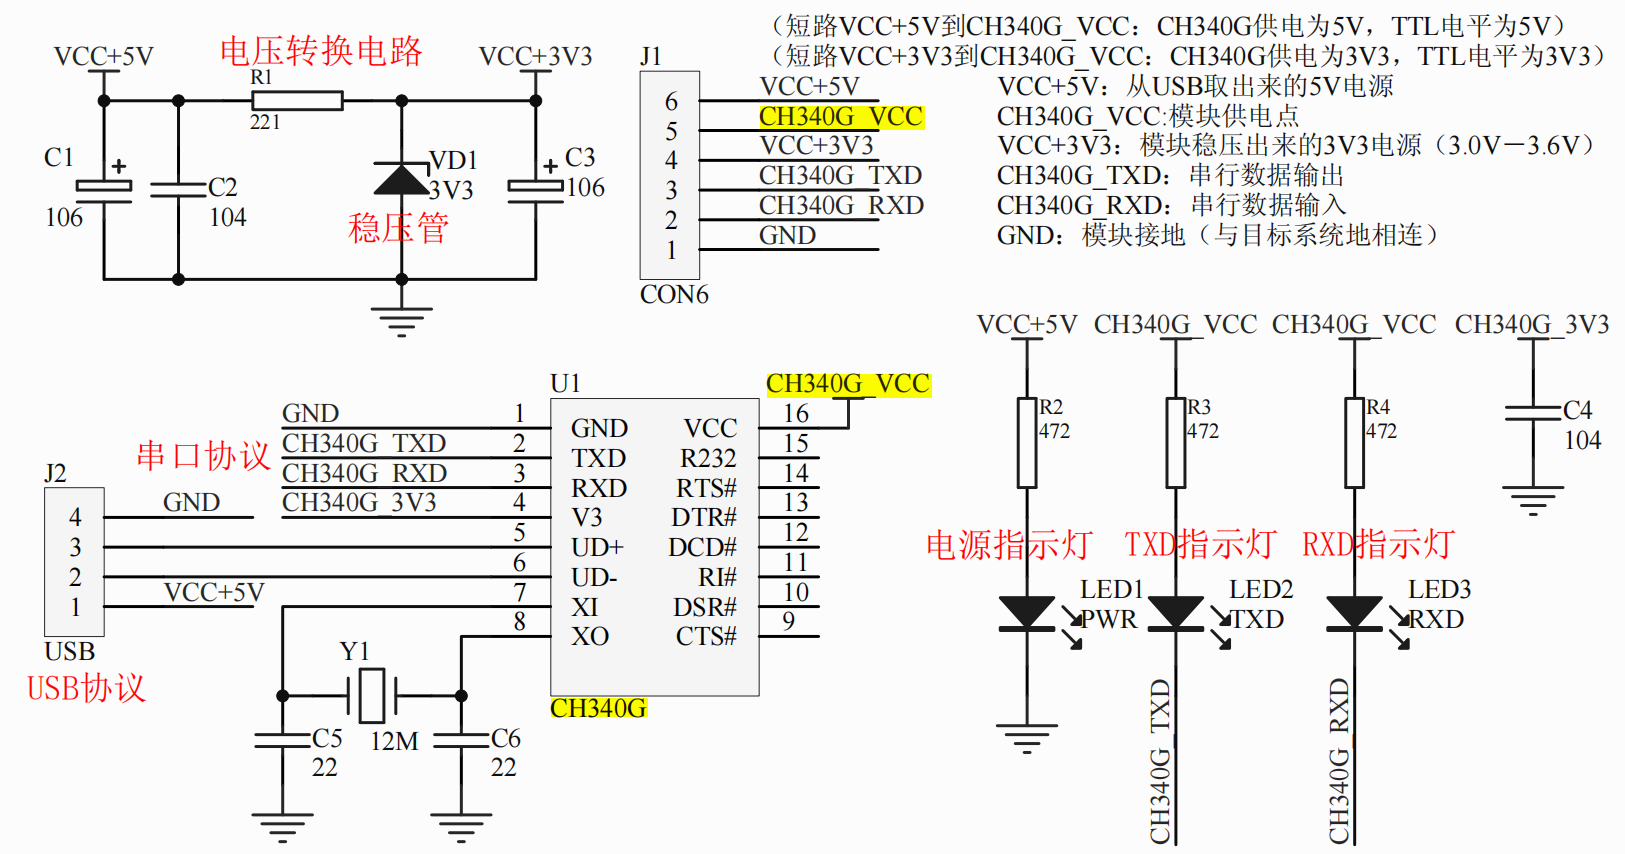 （短路VCC+5V到CH340G_VCC：CH340G供电为5V，TTL电平为5V）
（短路VCC+3V3到CH340G_VCC：CH340G供电为3V3，TTL电平为3V3）
VCC+5V：从USB取出来的5V电源
CH340G_VCC:模块供电点
VCC+3V3：模块稳压出来的3V3电源（3.0V－3.6V）
CH340G_TXD：串行数据输出
CH340G_RXD：串行数据输入
GND：模块接地（与目标系统地相连）
电压转换电路
VCC+5V
VCC+3V3
R1
221
C1
106
C2
104
VD1
3V3
稳压管
C3
106
J1
6 VCC+5V
5 CH340G_VCC
4 VCC+3V3
3 CH340G_TXD
2 CH340G_RXD
1 GND
CON6
J2
4 GND
3
2
1 VCC+5V
USB
USB协议
串口协议
U1
GND 1 GND
CH340G_TXD 2 TXD
CH340G_RXD 3 RXD
CH340G_3V3 4 V3
5 UD+
6 UD-
7 XI
8 XO
VCC 16 CH340G_VCC
R232 15
RTS# 14
DTR# 13
DCD# 12
RI# 11
DSR# 10
CTS# 9
CH340G
Y1
12M
C5
22
C6
22
VCC+5V
R2
472
电源指示灯
LED1
PWR
CH340G_VCC
R3
472
TXD指示灯
LED2
TXD
CH340G_TXD
CH340G_VCC
R4
472
RXD指示灯
LED3
RXD
CH340G_RXD
CH340G_3V3
C4
104